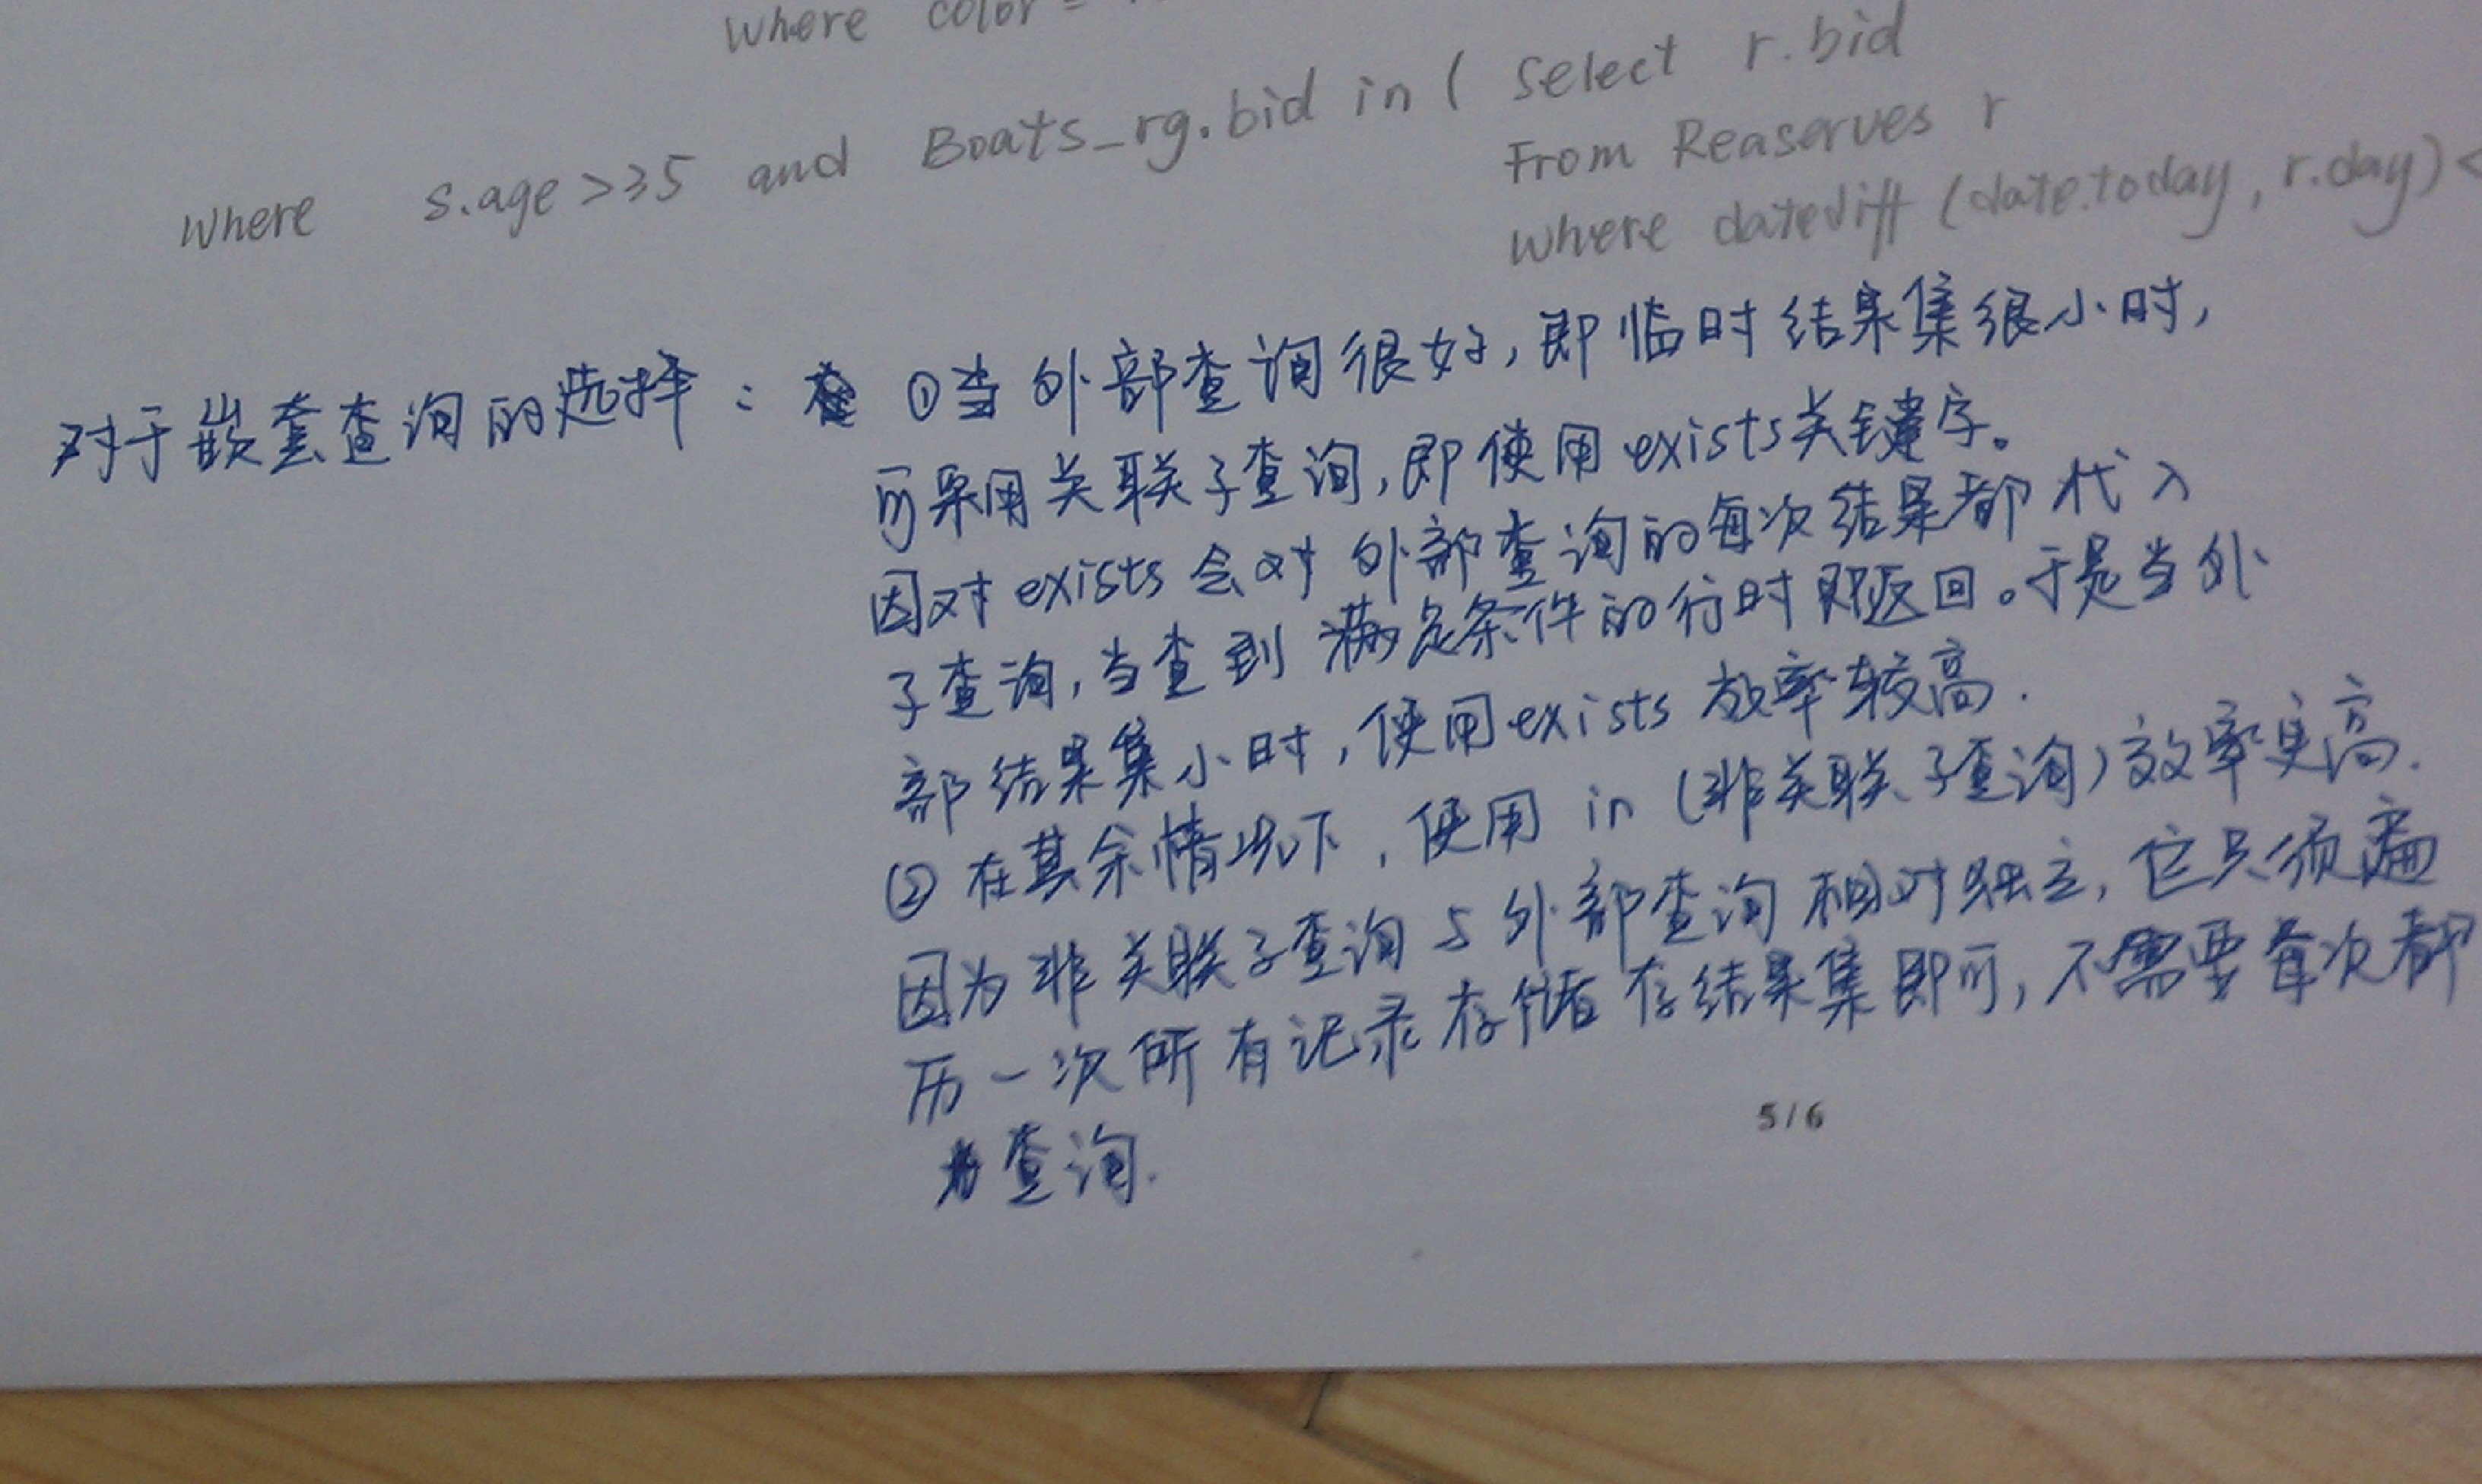 Where color =
Where s.age >35 and Boats_rg.bid in ( Select r.bid
From Reaserves r
Where datediff (date.today, r.day)<
对于嵌套查询的选择： ①当外部查询很好,即临时结果集很小时,
可采用关联子查询,即使用exists关键字。
因对exists会对外部查询的每次结果都代入
子查询,当查到满足条件的行时即返回。于是当外
部结果集小时,使用exists效率较高.
②在其余情况下,使用in(非关联子查询)效率更高.
因为非关联子查询与外部查询相对独立,它只须遍
历一次所有记录存储存结果集即可,不需要每次都
查询.
5/6